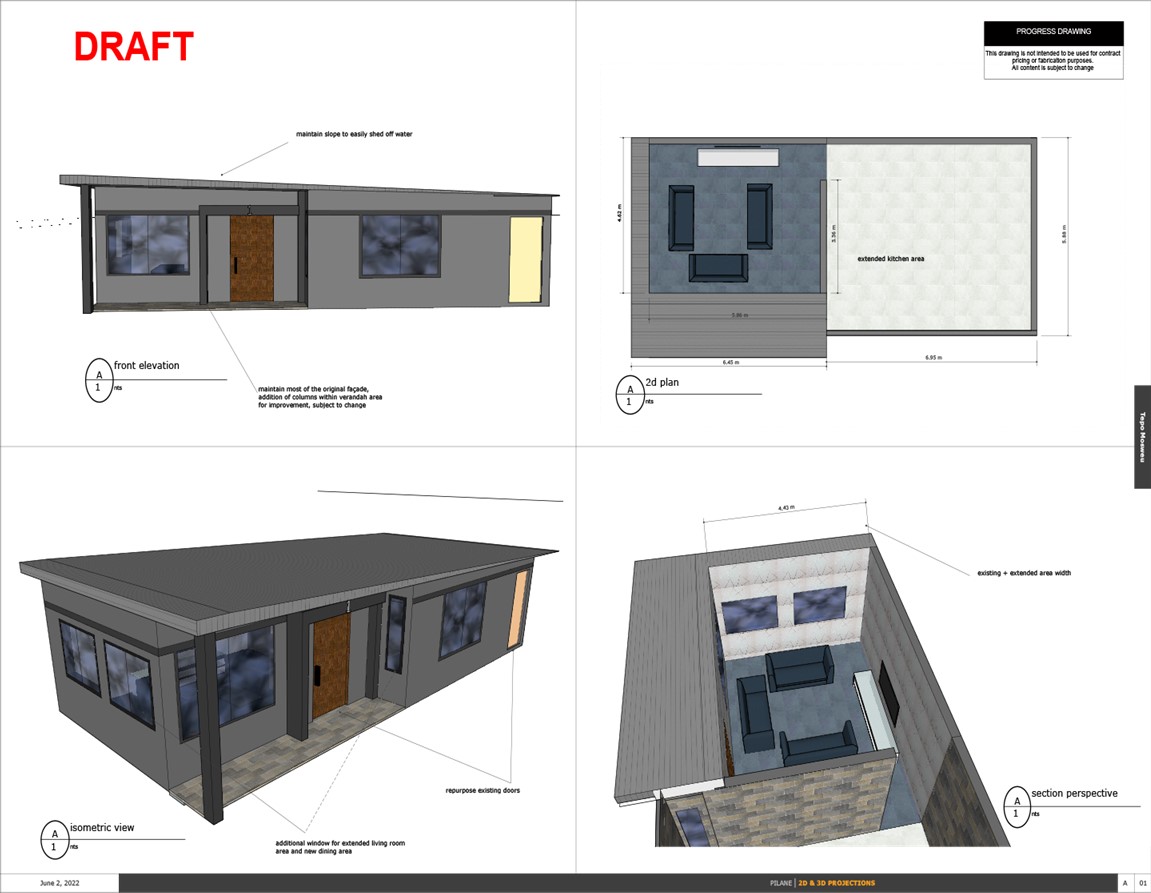 DRAFT
PROGRESS DRAWING
This drawing is not intended to be used for contract
pricing or fabrication purposes.
All content is subject to change
maintain slope to easily shed off water
front elevation
A
1
nts
maintain most of the original façade,
addition of columns within verandah area
for improvement, subject to change
4.62 m
3.36 m
extended kitchen area
5.88 m
5.86 m
6.45 m
6.95 m
2d plan
A
1
nts
Tapo Mosweu
isometric view
A
1
nts
repurpose existing doors
additional window for extended living room
area and new dining area
4.43 m
existing + extended area width
section perspective
A
1
nts
June 2, 2022
PILANE | 2D & 3D PROJECTIONS
A
01